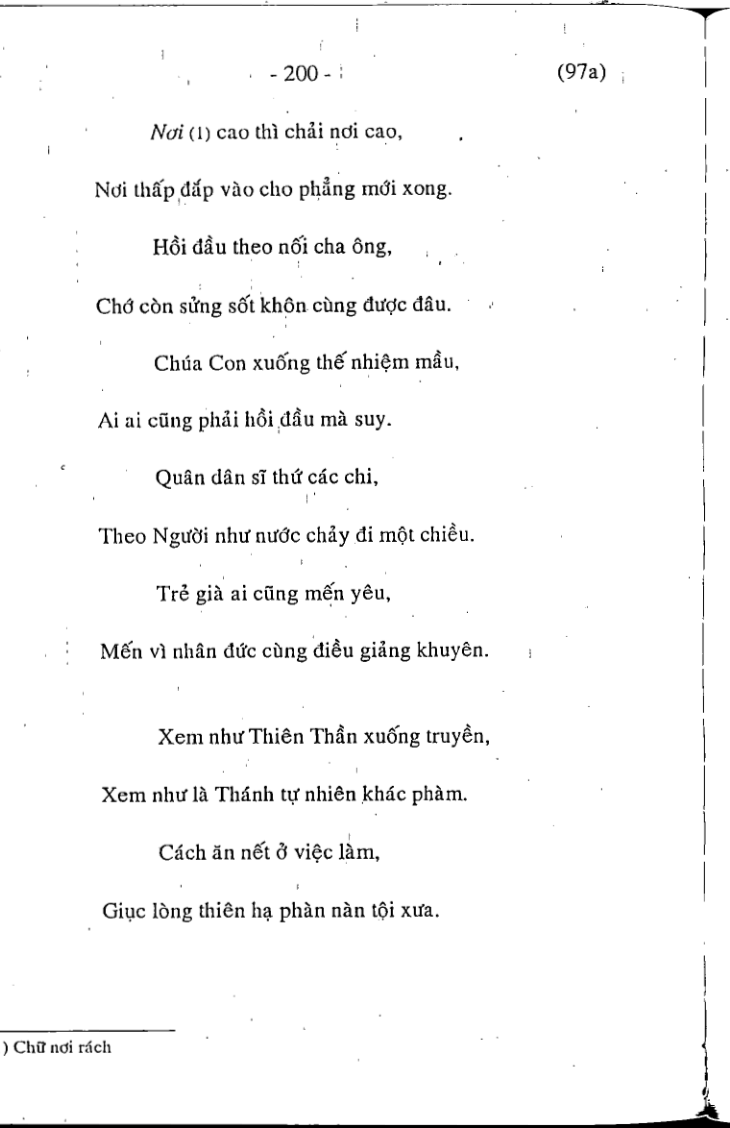 - 200 - (97a)
Nơi (1) cao thì chải nơi cao,
Nơi thấp đắp vào cho phẳng mới xong.
Hồi đầu theo nối cha ông,
Chớ còn sửng sốt khôn cùng được đâu.
Chúa Con xuống thế nhiệm mầu,
Ai ai cũng phải hồi đầu mà suy.
Quân dân sĩ thứ các chi,
Theo Người như nước chảy đi một chiều.
Trẻ già ai cũng mến yêu,
Mến vì nhân đức cùng điều giảng khuyên.
Xem như Thiên Thần xuống truyền,
Xem như là Thánh tự nhiên khác phàm.
Cách ăn nết ở việc làm,
Giục lòng thiên hạ phàn nàn tội xưa.
) Chữ nơi rách